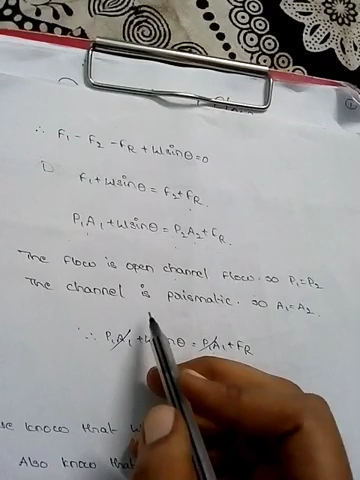 ∴ F₁ - F₂ - FR + W sinθ = 0
F₁ + W sinθ = F₂ + FR.
P₁A₁ + W sinθ = P₂A₂ + FR.
The flow is open channel flow. so P₁ = P₂
The channel is prismatic. so A₁ = A₂.
∴ P₁A₁ + W sinθ = P₁A₁ + FR
know that
Also know that